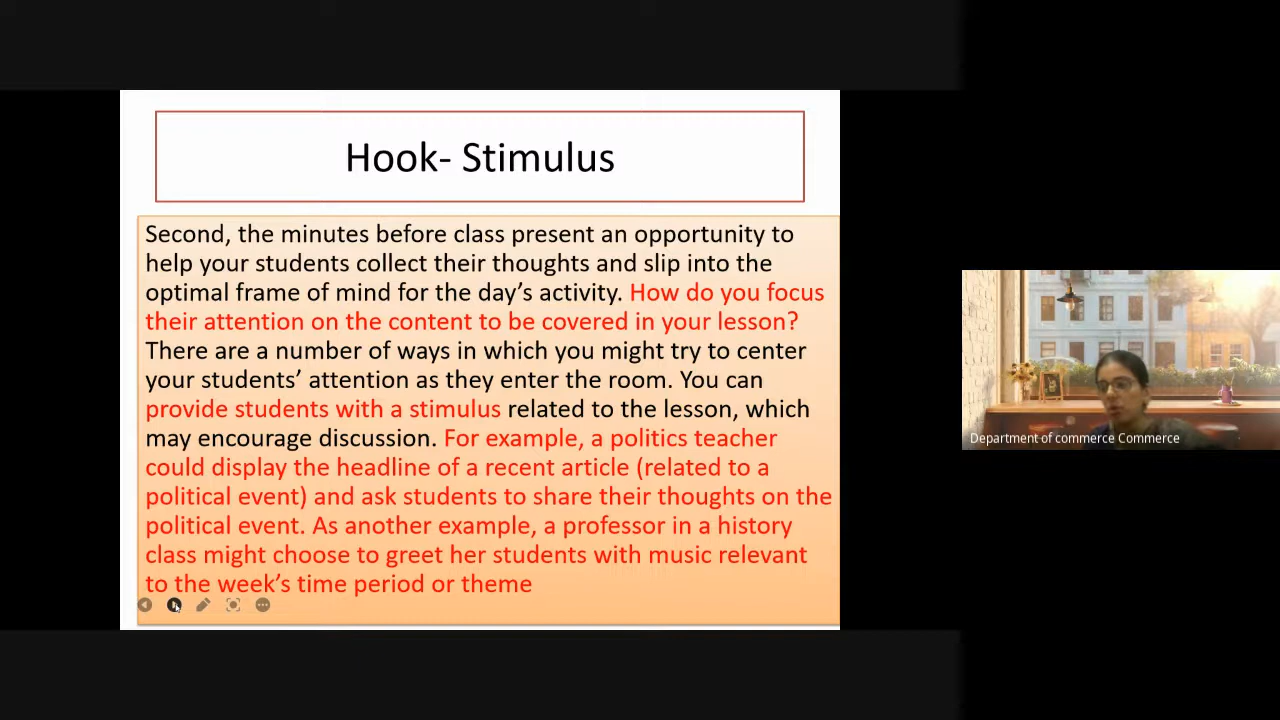 Hook- Stimulus
Second, the minutes before class present an opportunity to
help your students collect their thoughts and slip into the
optimal frame of mind for the day’s activity. How do you focus
their attention on the content to be covered in your lesson?
There are a number of ways in which you might try to center
your students’ attention as they enter the room. You can
provide students with a stimulus related to the lesson, which
may encourage discussion. For example, a politics teacher
could display the headline of a recent article (related to a
political event) and ask students to share their thoughts on the
political event. As another example, a professor in a history
class might choose to greet her students with music relevant
to the week’s time period or theme
Department of commerce Commerce